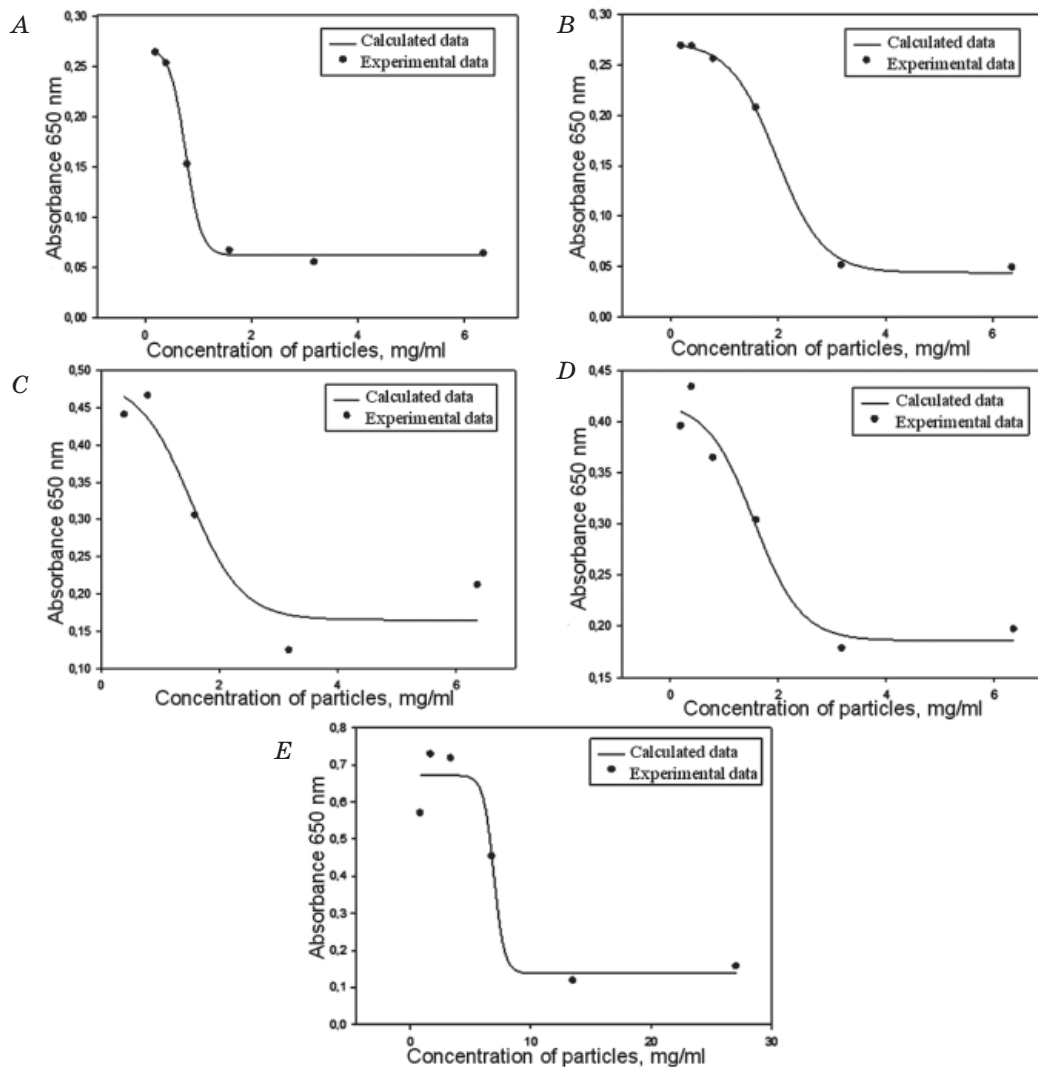 A
0,30
0,25
0,20
0,15
0,10
0,05
0,00
Absorbance 650 nm
Calculated data
Experimental data
0 2 4 6
Concentration of particles, mg/ml
B
0,30
0,25
0,20
0,15
0,10
0,05
0,00
Absorbance 650 nm
Calculated data
Experimental data
0 2 4 6
Concentration of particles, mg/ml
C
0,50
0,45
0,40
0,35
0,30
0,25
0,20
0,15
0,10
Absorbance 650 nm
Calculated data
Experimental data
0 2 4 6
Concentration of particles, mg/ml
D
0,45
0,40
0,35
0,30
0,25
0,20
0,15
Absorbance 650 nm
Calculated data
Experimental data
0 2 4 6
Concentration of particles, mg/ml
E
0,8
0,7
0,6
0,5
0,4
0,3
0,2
0,1
0,0
Absorbance 650 nm
Calculated data
Experimental data
0 10 20 30
Concentration of particles, mg/ml